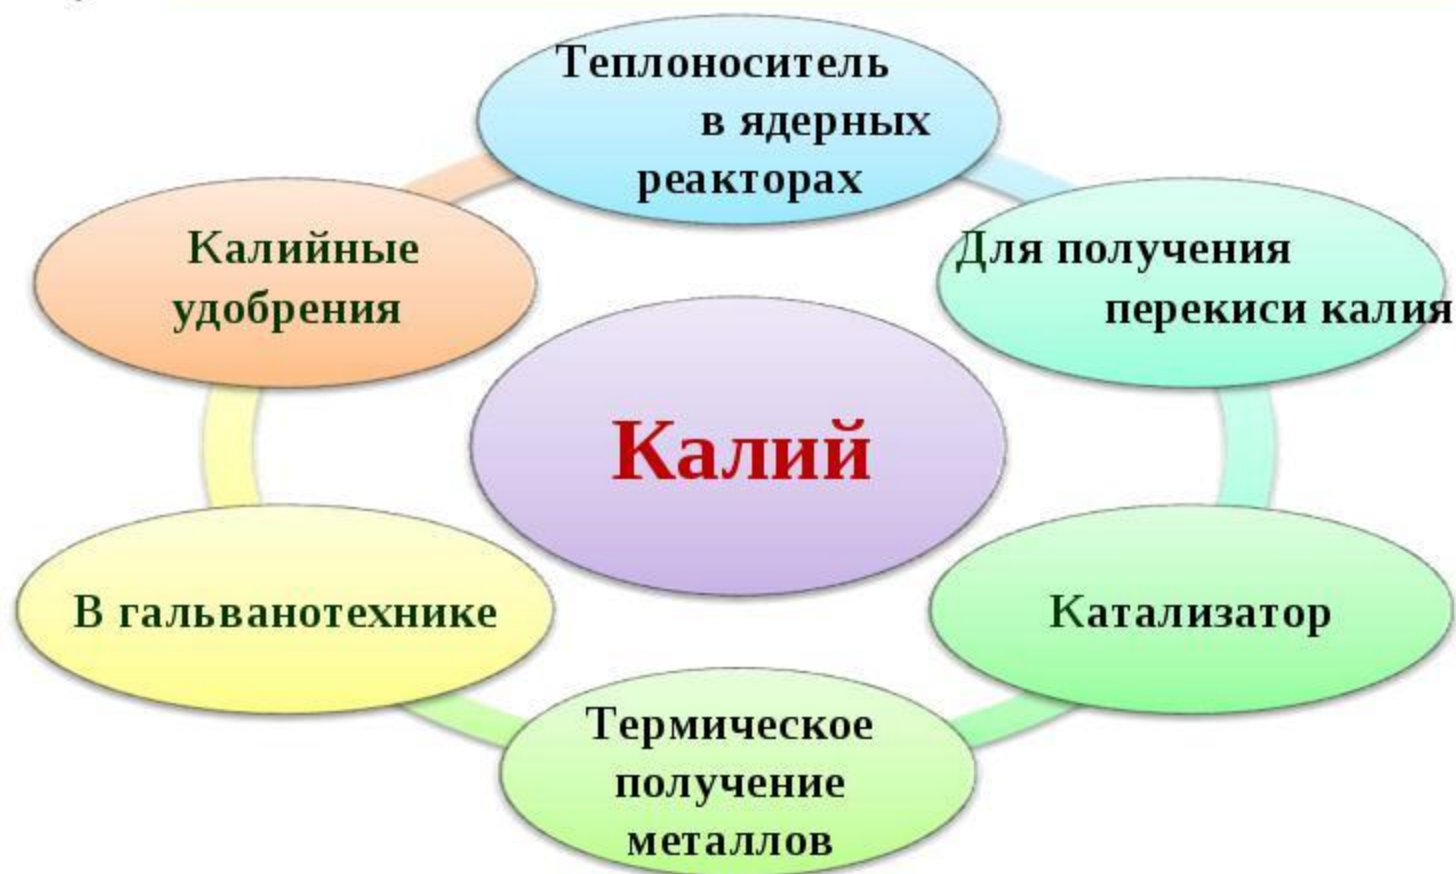 Теплоноситель
в ядерных
реакторах
Для получения
перекиси калия
Катализатор
Термическое
получение
металлов
В гальванотехнике
Калийные
удобрения
Калий